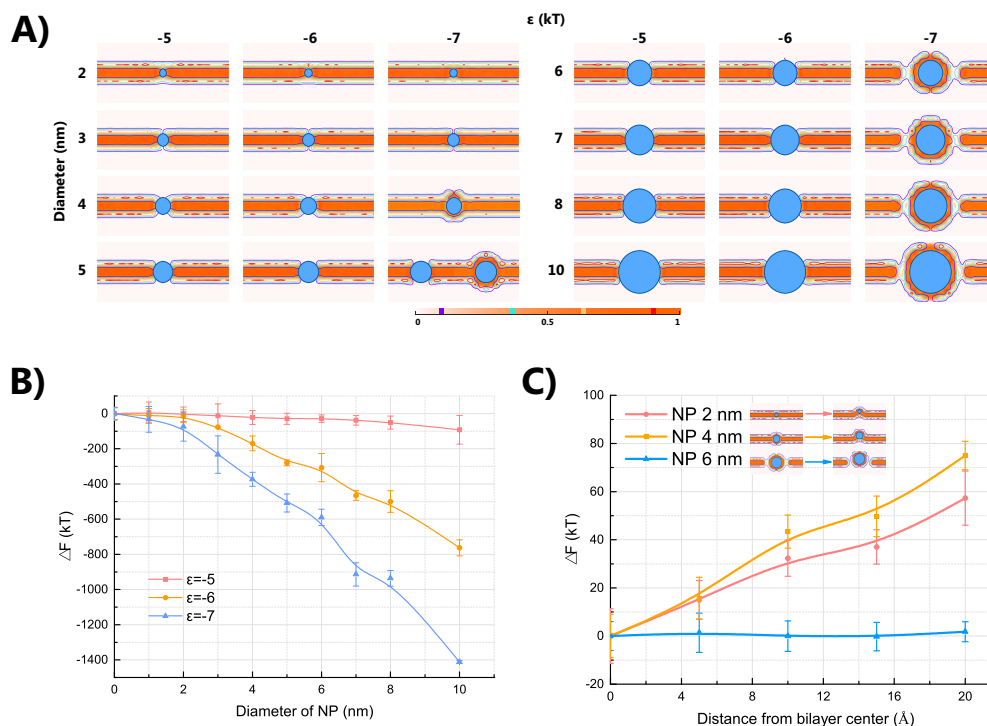 A)
ε (kT)
-5 -6 -7 -5 -6 -7
Diameter (nm)
2 6
3 7
4 8
5 10
0 0.5 1
B)
0
-200
-400
-600
-800
-1000
-1200
-1400
△F (kT)
ε=-5
ε=-6
ε=-7
0 2 4 6 8 10
Diameter of NP (nm)
C)
100
80
60
40
20
0
-20
△F (kT)
NP 2 nm
NP 4 nm
NP 6 nm
0 4 8 12 16 20
Distance from bilayer center (Å)